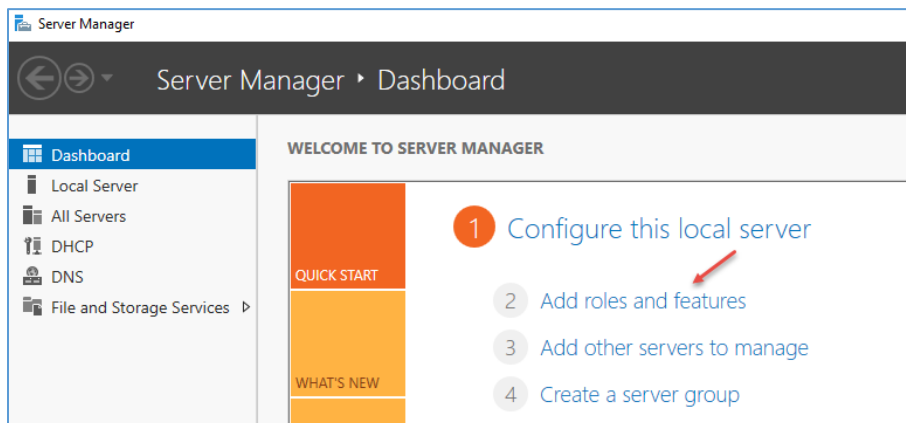 Server Manager
Server Manager ‣ Dashboard
Dashboard
Local Server
All Servers
DHCP
DNS
File and Storage Services
WELCOME TO SERVER MANAGER
QUICK START
WHAT'S NEW
1 Configure this local server
2 Add roles and features
3 Add other servers to manage
4 Create a server group